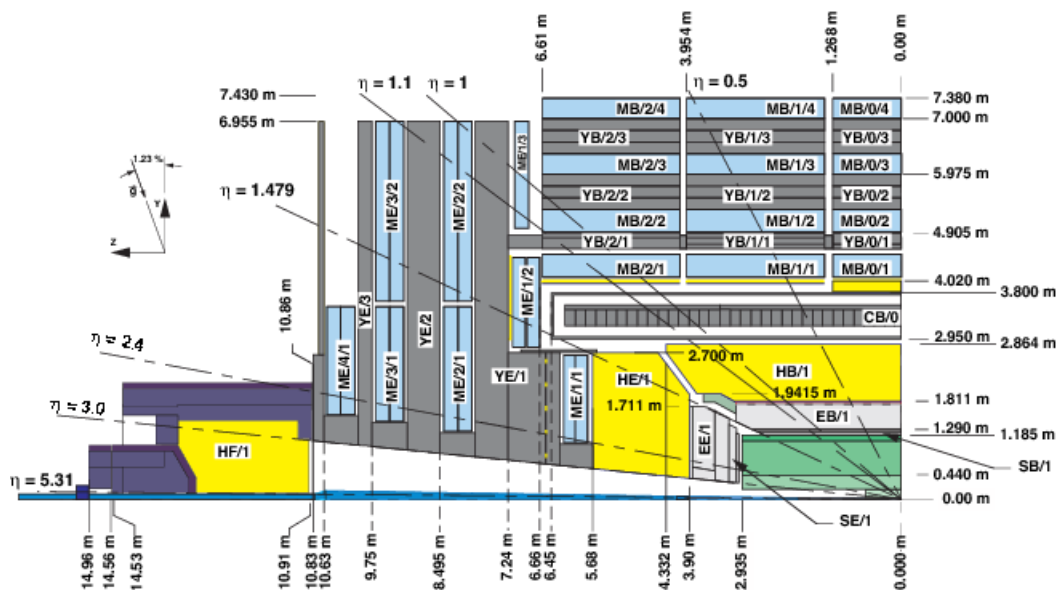 6.61 m
3.954 m
1.268 m
0.00 m
η = 1.1
η = 1
η = 0.5
7.430 m
6.955 m
MB/2/4
MB/1/4
MB/0/4
7.380 m
7.000 m
YB/2/3
YB/1/3
YB/0/3
MB/2/3
MB/1/3
MB/0/3
5.975 m
YB/2/2
YB/1/2
YB/0/2
MB/2/2
MB/1/2
MB/0/2
4.905 m
YB/2/1
YB/1/1
YB/0/1
MB/2/1
MB/1/1
MB/0/1
4.020 m
3.800 m
CB/0
2.950 m
2.864 m
1.23 %
g
Y
Z
η = 1.479
ME/3/2
ME/2/2
ME/1/3
10.86 m
YE/3
YE/2
ME/1/2
η = 2.4
ME/4/1
ME/3/1
ME/2/1
YE/1
ME/1/1
HE/1
2.700 m
HB/1
1.9415 m
1.711 m
1.811 m
EB/1
1.290 m
1.185 m
η = 3.0
HF/1
EE/1
SB/1
0.440 m
η = 5.31
0.00 m
SE/1
14.96 m
14.56 m
14.53 m
10.91 m
10.83 m
10.63 m
9.75 m
8.495 m
7.24 m
6.66 m
6.45 m
5.68 m
4.332 m
3.90 m
2.935 m
0.000 m